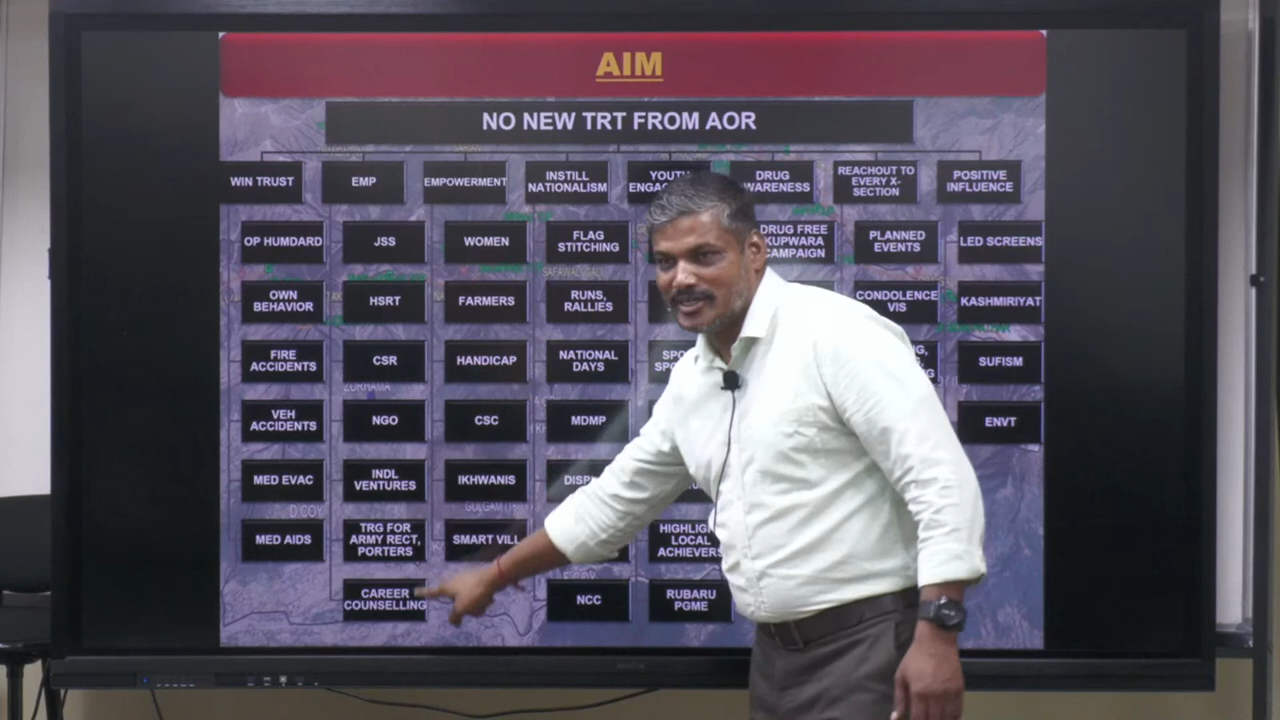 AIM
NO NEW TRT FROM AOR
WIN TRUST
EMP
EMPOWERMENT
INSTILL
NATIONALISM
YOUTH
DRUG
REACHOUT TO
EVERY X-
SECTION
POSITIVE
INFLUENCE
OP HUMDARD
JSS
WOMEN
FLAG
STITCHING
DRUG FREE
KUPWARA
CAMPAIGN
PLANNED
EVENTS
LED SCREENS
OWN
BEHAVIOR
HSRT
FARMERS
RUNS,
RALLIES
CONDOLENCE
VIS
KASHMIRIYAT
FIRE
ACCIDENTS
CSR
HANDICAP
NATIONAL
DAYS
SUFISM
ZURHAMA
VEH
ACCIDENTS
NGO
CSC
MDMP
ENVT
MED EVAC
INDL
VENTURES
IKHWANIS
D COY
MED AIDS
TRG FOR
ARMY RECT,
PORTERS
SMART VILL
HIGHLIGHT
LOCAL
ACHIEVERS
CAREER
COUNSELLING
NCC
RUBARU
PGME